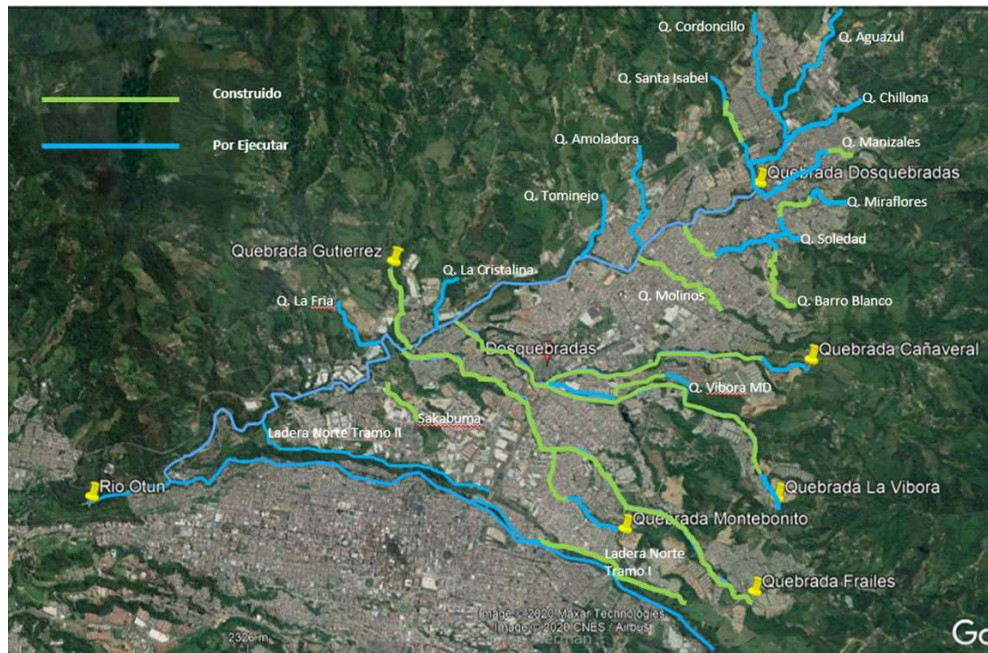 Q. Cordoncillo
Q. Aguazul
Q. Santa Isabel
Construido
Q. Chillona
Por Ejecutar
Q. Amoladora
Q. Manizales
Quebrada Dosquebradas
Q. Tominejo
Q. Miraflores
Quebrada Gutierrez
Q. Soledad
Q. La Cristalina
Q. La Fria
Q. Molinos
Q. Barro Blanco
Dosquebradas
Quebrada Cañaveral
Q. Vibora MD
Sakabuma
Ladera Norte Tramo II
Rio Otun
Quebrada La Vibora
Quebrada Montebonito
Ladera Norte
Tramo I
Quebrada Frailes
Image © 2020 Maxar Technologies
Image © 2020 CNES / Airbus
2326 m
Go